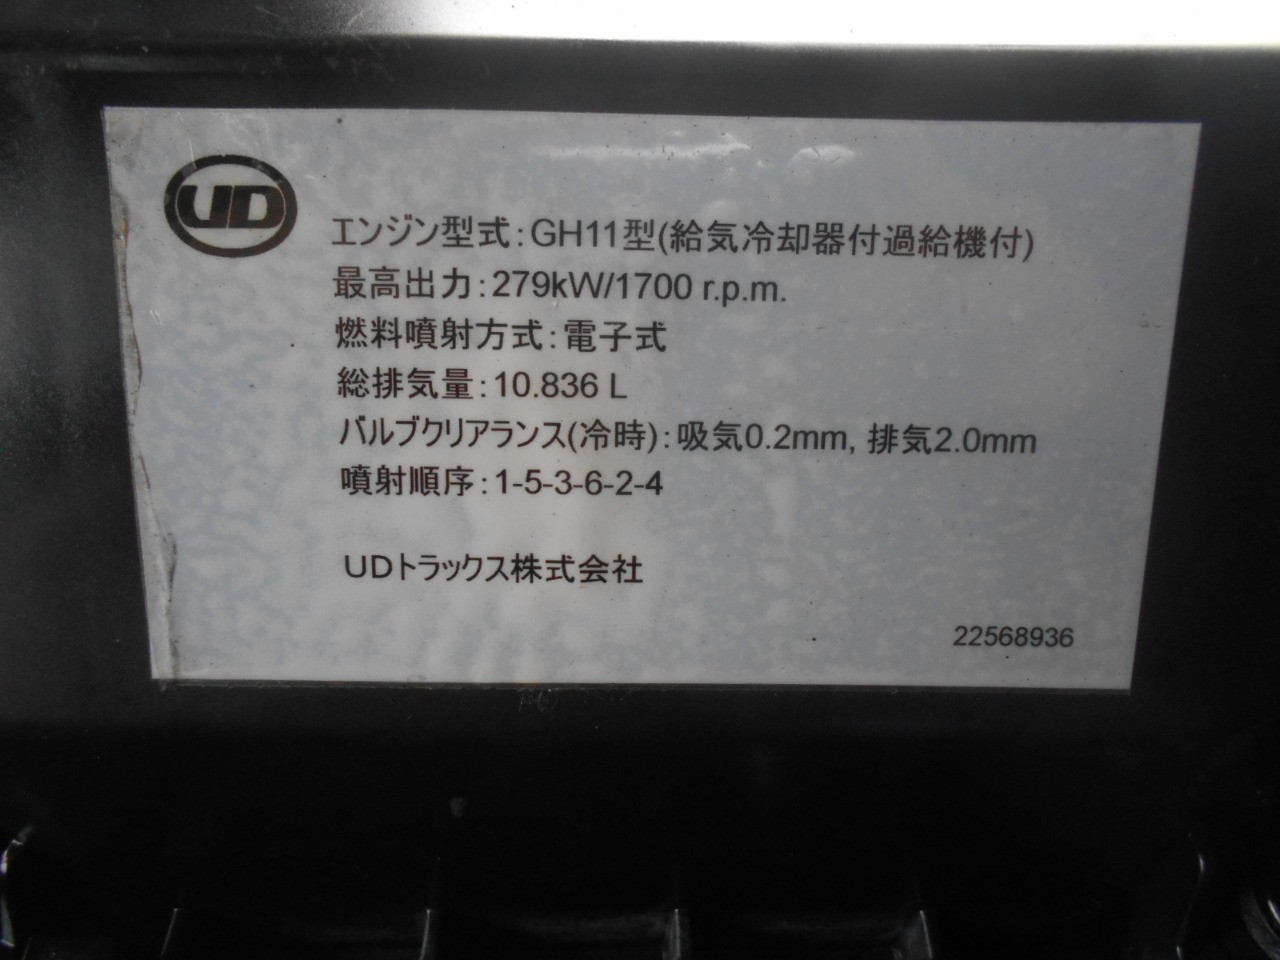 UD
エンジン型式:GH11型(給気冷却器付過給機付)
最高出力:279kW/1700 r.p.m.
燃料噴射方式:電子式
総排気量:10.836 L
バルブクリアランス(冷時):吸気0.2mm, 排気2.0mm
噴射順序:1-5-3-6-2-4
UDトラックス株式会社
22568936